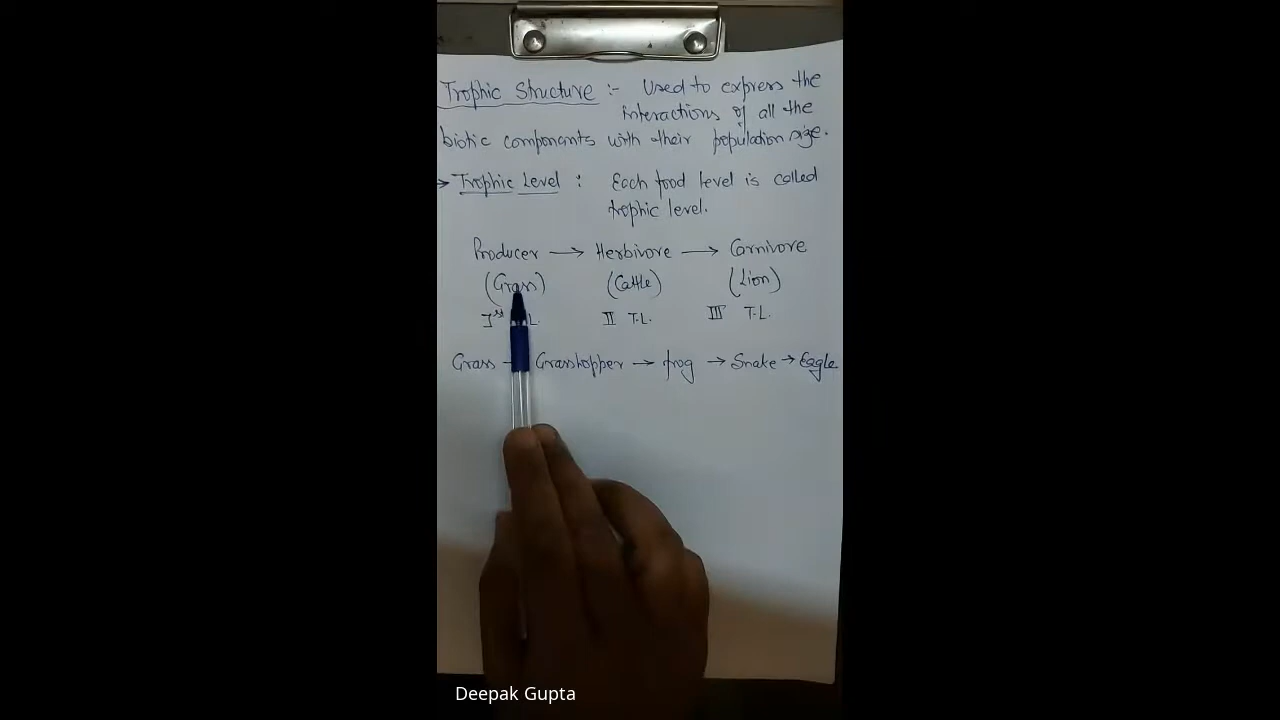 Trophic Structure :- Used to express the
interactions of all the
biotic componants with their population size.
→ Trophic Level : Each food level is called
trophic level.
Producer → Herbivore → Carnivore
(Grass) (Cattle) (Lion)
Ist T.L. II T.L. III T.L.
Grass → Grasshopper → frog → Snake → Eagle
Deepak Gupta